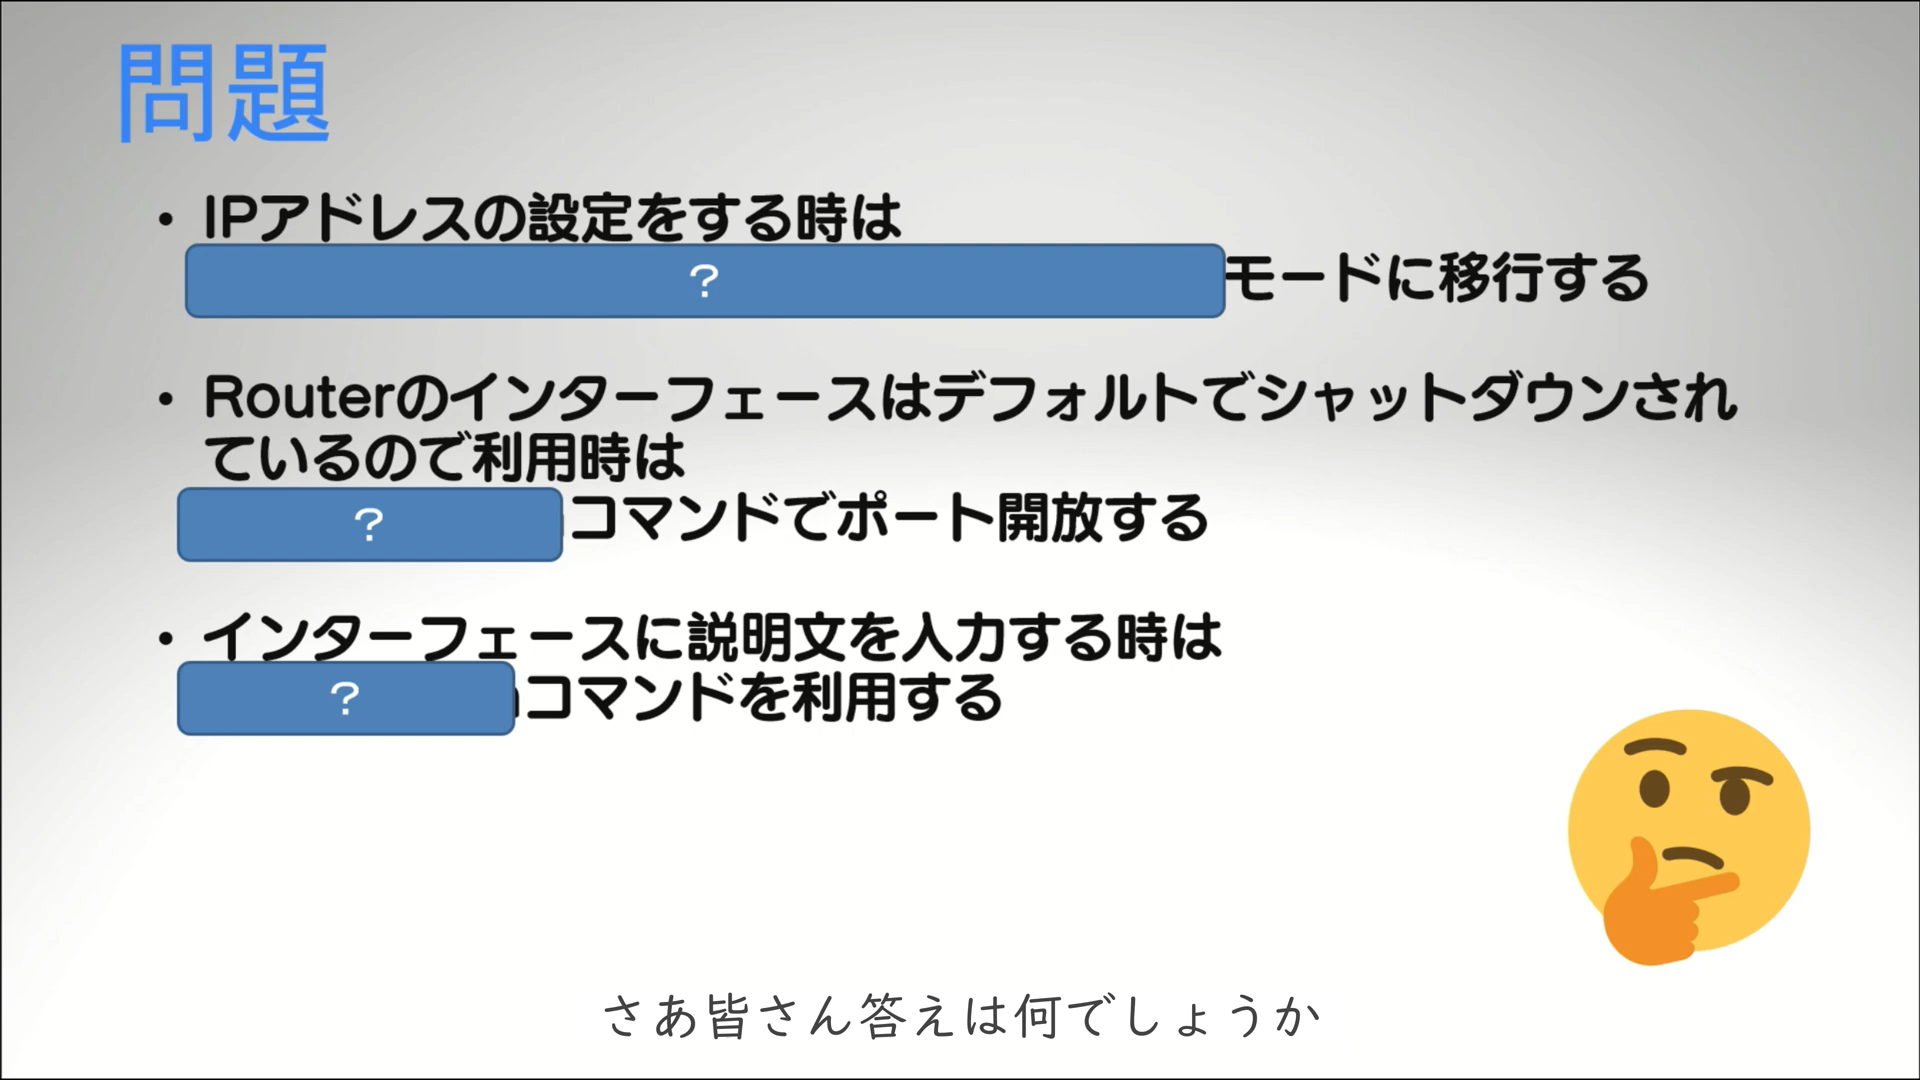 問題
・IPアドレスの設定をする時は
?モードに移行する
・Routerのインターフェースはデフォルトでシャットダウンされ
ているので利用時は
?コマンドでポート開放する
・インターフェースに説明文を入力する時は
?コマンドを利用する
さあ皆さん答えは何でしょうか